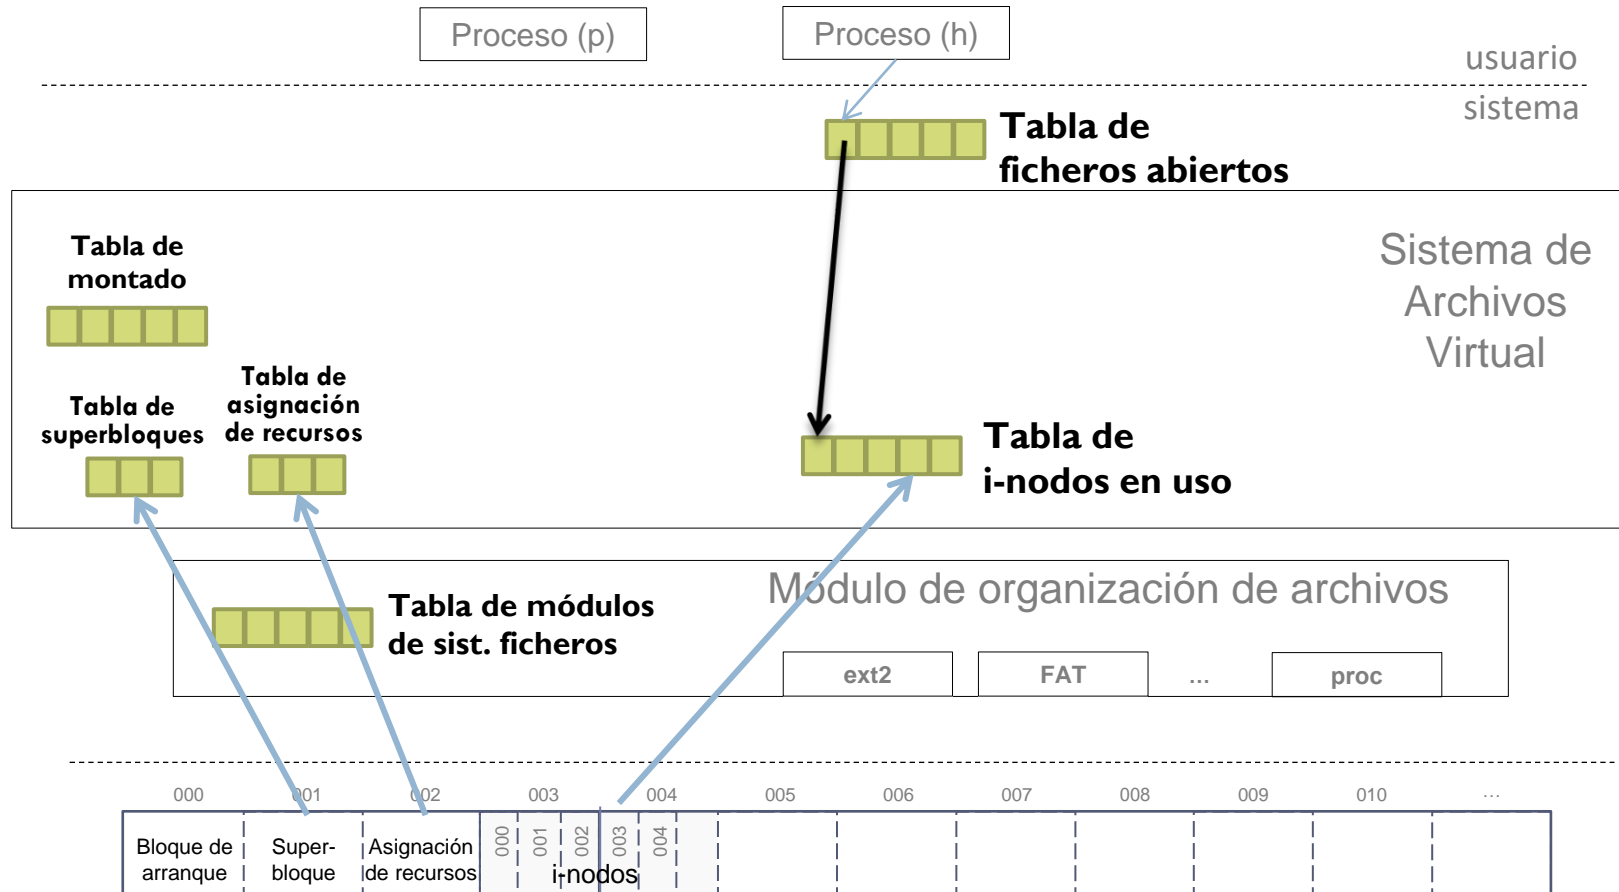 Proceso (p)
Proceso (h)
usuario
sistema
Tabla de
ficheros abiertos
Sistema de
Archivos
Virtual
Tabla de
montado
Tabla de
superbloques
Tabla de
asignación
de recursos
Tabla de
i-nodos en uso
Módulo de organización de archivos
Tabla de módulos
de sist. ficheros
ext2
FAT
...
proc
000
001
002
003
004
005
006
007
008
009
010
...
Bloque de
arranque
Super-
bloque
Asignación
de recursos
000
001
002
003
004
i-nodos